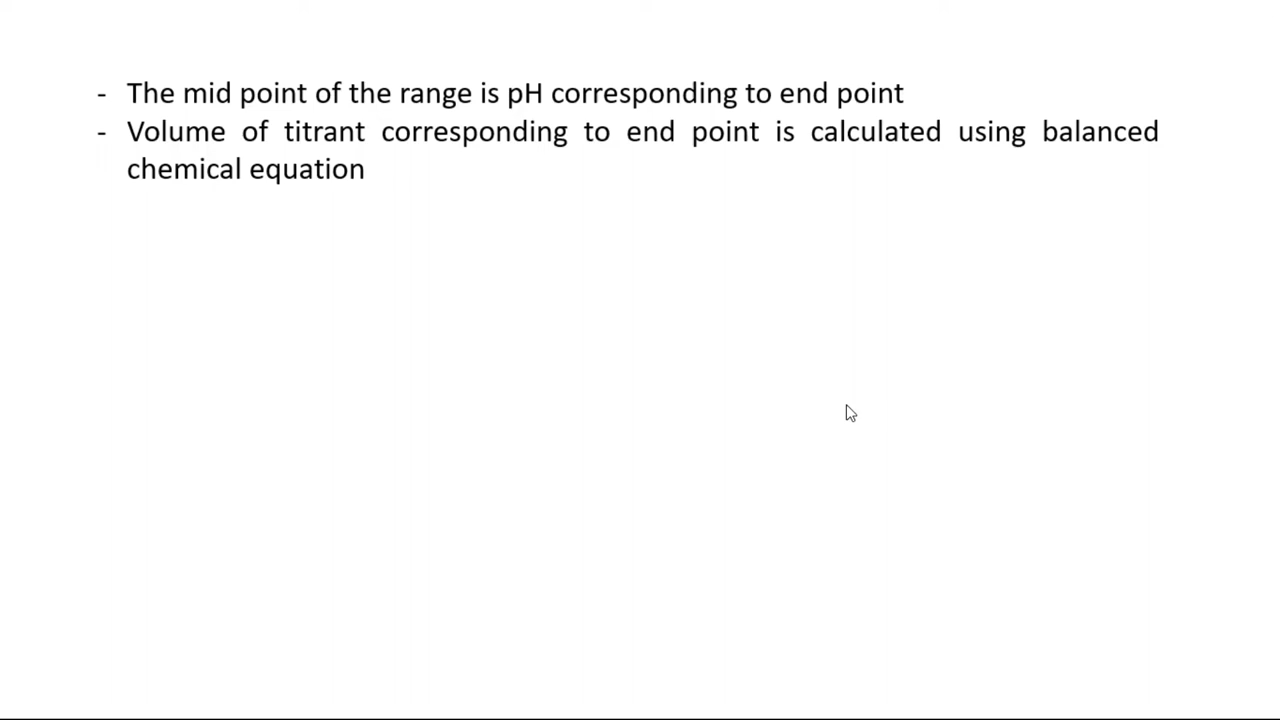 - The mid point of the range is pH corresponding to end point
- Volume of titrant corresponding to end point is calculated using balanced
chemical equation